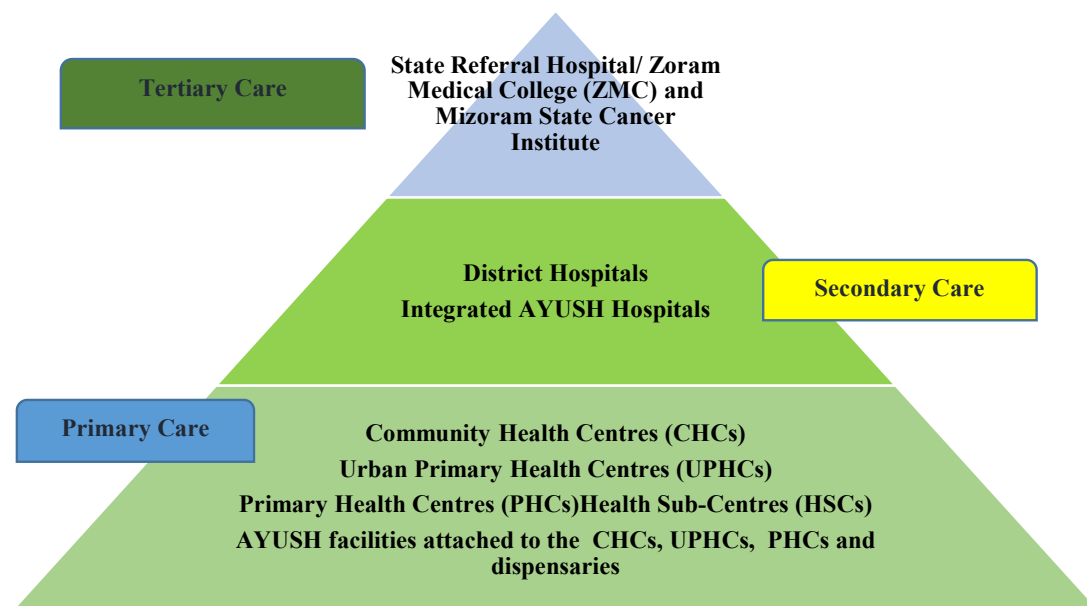 Tertiary Care
State Referral Hospital/ Zoram
Medical College (ZMC) and
Mizoram State Cancer
Institute
District Hospitals
Integrated AYUSH Hospitals
Secondary Care
Primary Care
Community Health Centres (CHCs)
Urban Primary Health Centres (UPHCs)
Primary Health Centres (PHCs)Health Sub-Centres (HSCs)
AYUSH facilities attached to the CHCs, UPHCs, PHCs and
dispensaries